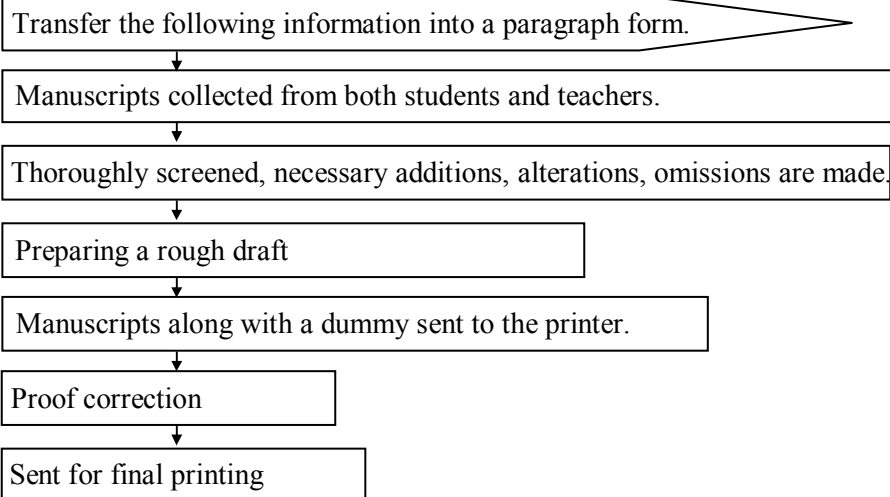 Transfer the following information into a paragraph form.
Manuscripts collected from both students and teachers.
Thoroughly screened, necessary additions, alterations, omissions are made.
Preparing a rough draft
Manuscripts along with a dummy sent to the printer.
Proof correction
Sent for final printing